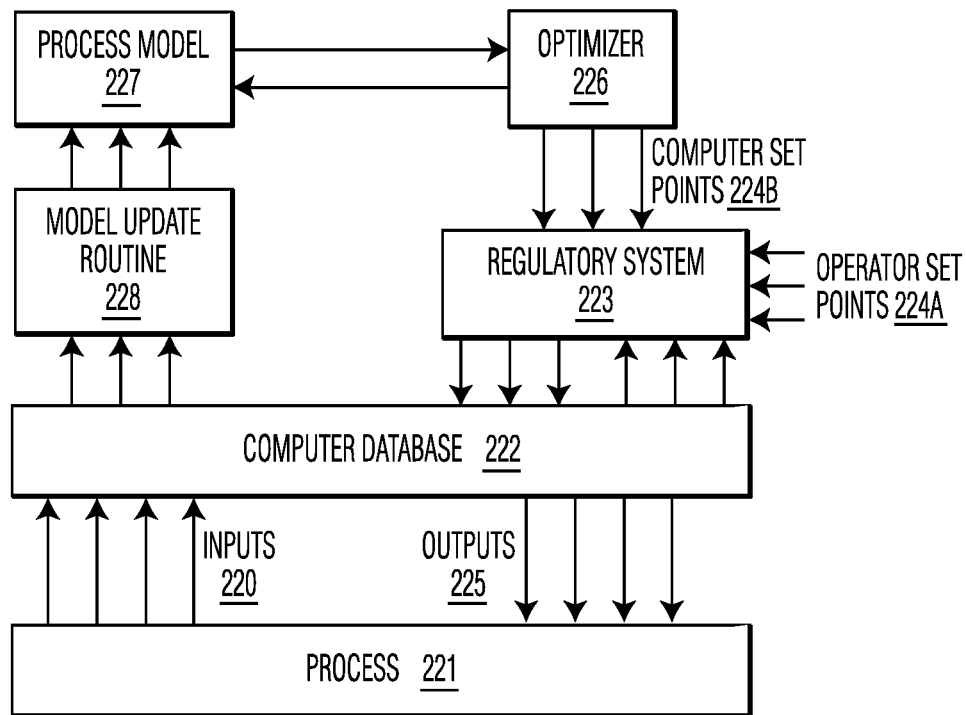 PROCESS MODEL
227
OPTIMIZER
226
COMPUTER SET
POINTS 224B
MODEL UPDATE
ROUTINE
228
REGULATORY SYSTEM
223
OPERATOR SET
POINTS 224A
COMPUTER DATABASE 222
INPUTS
220
OUTPUTS
225
PROCESS 221